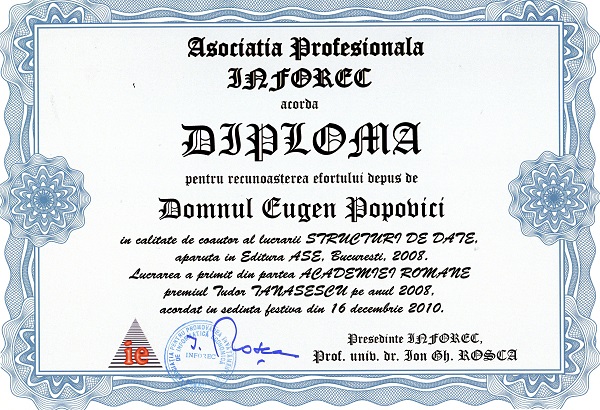 Asociatia Profesionala
INFOREC
acorda
DIPLOMA
pentru recunoasterea efortului depus de
Domnul Eugen Popovici
in calitate de coautor al lucrarii STRUCTURI DE DATE,
aparuta in Editura ASE, Bucuresti, 2008.
Lucrarea a primit din partea ACADEMIEI ROMANE
premiul Tudor TANASESCU pe anul 2008,
acordat in sedinta festiva din 16 decembrie 2010.
ie
INFOREC
I. Rosca
Presedinte INFOREC,
Prof. univ. dr. Ion Gh. ROSCA